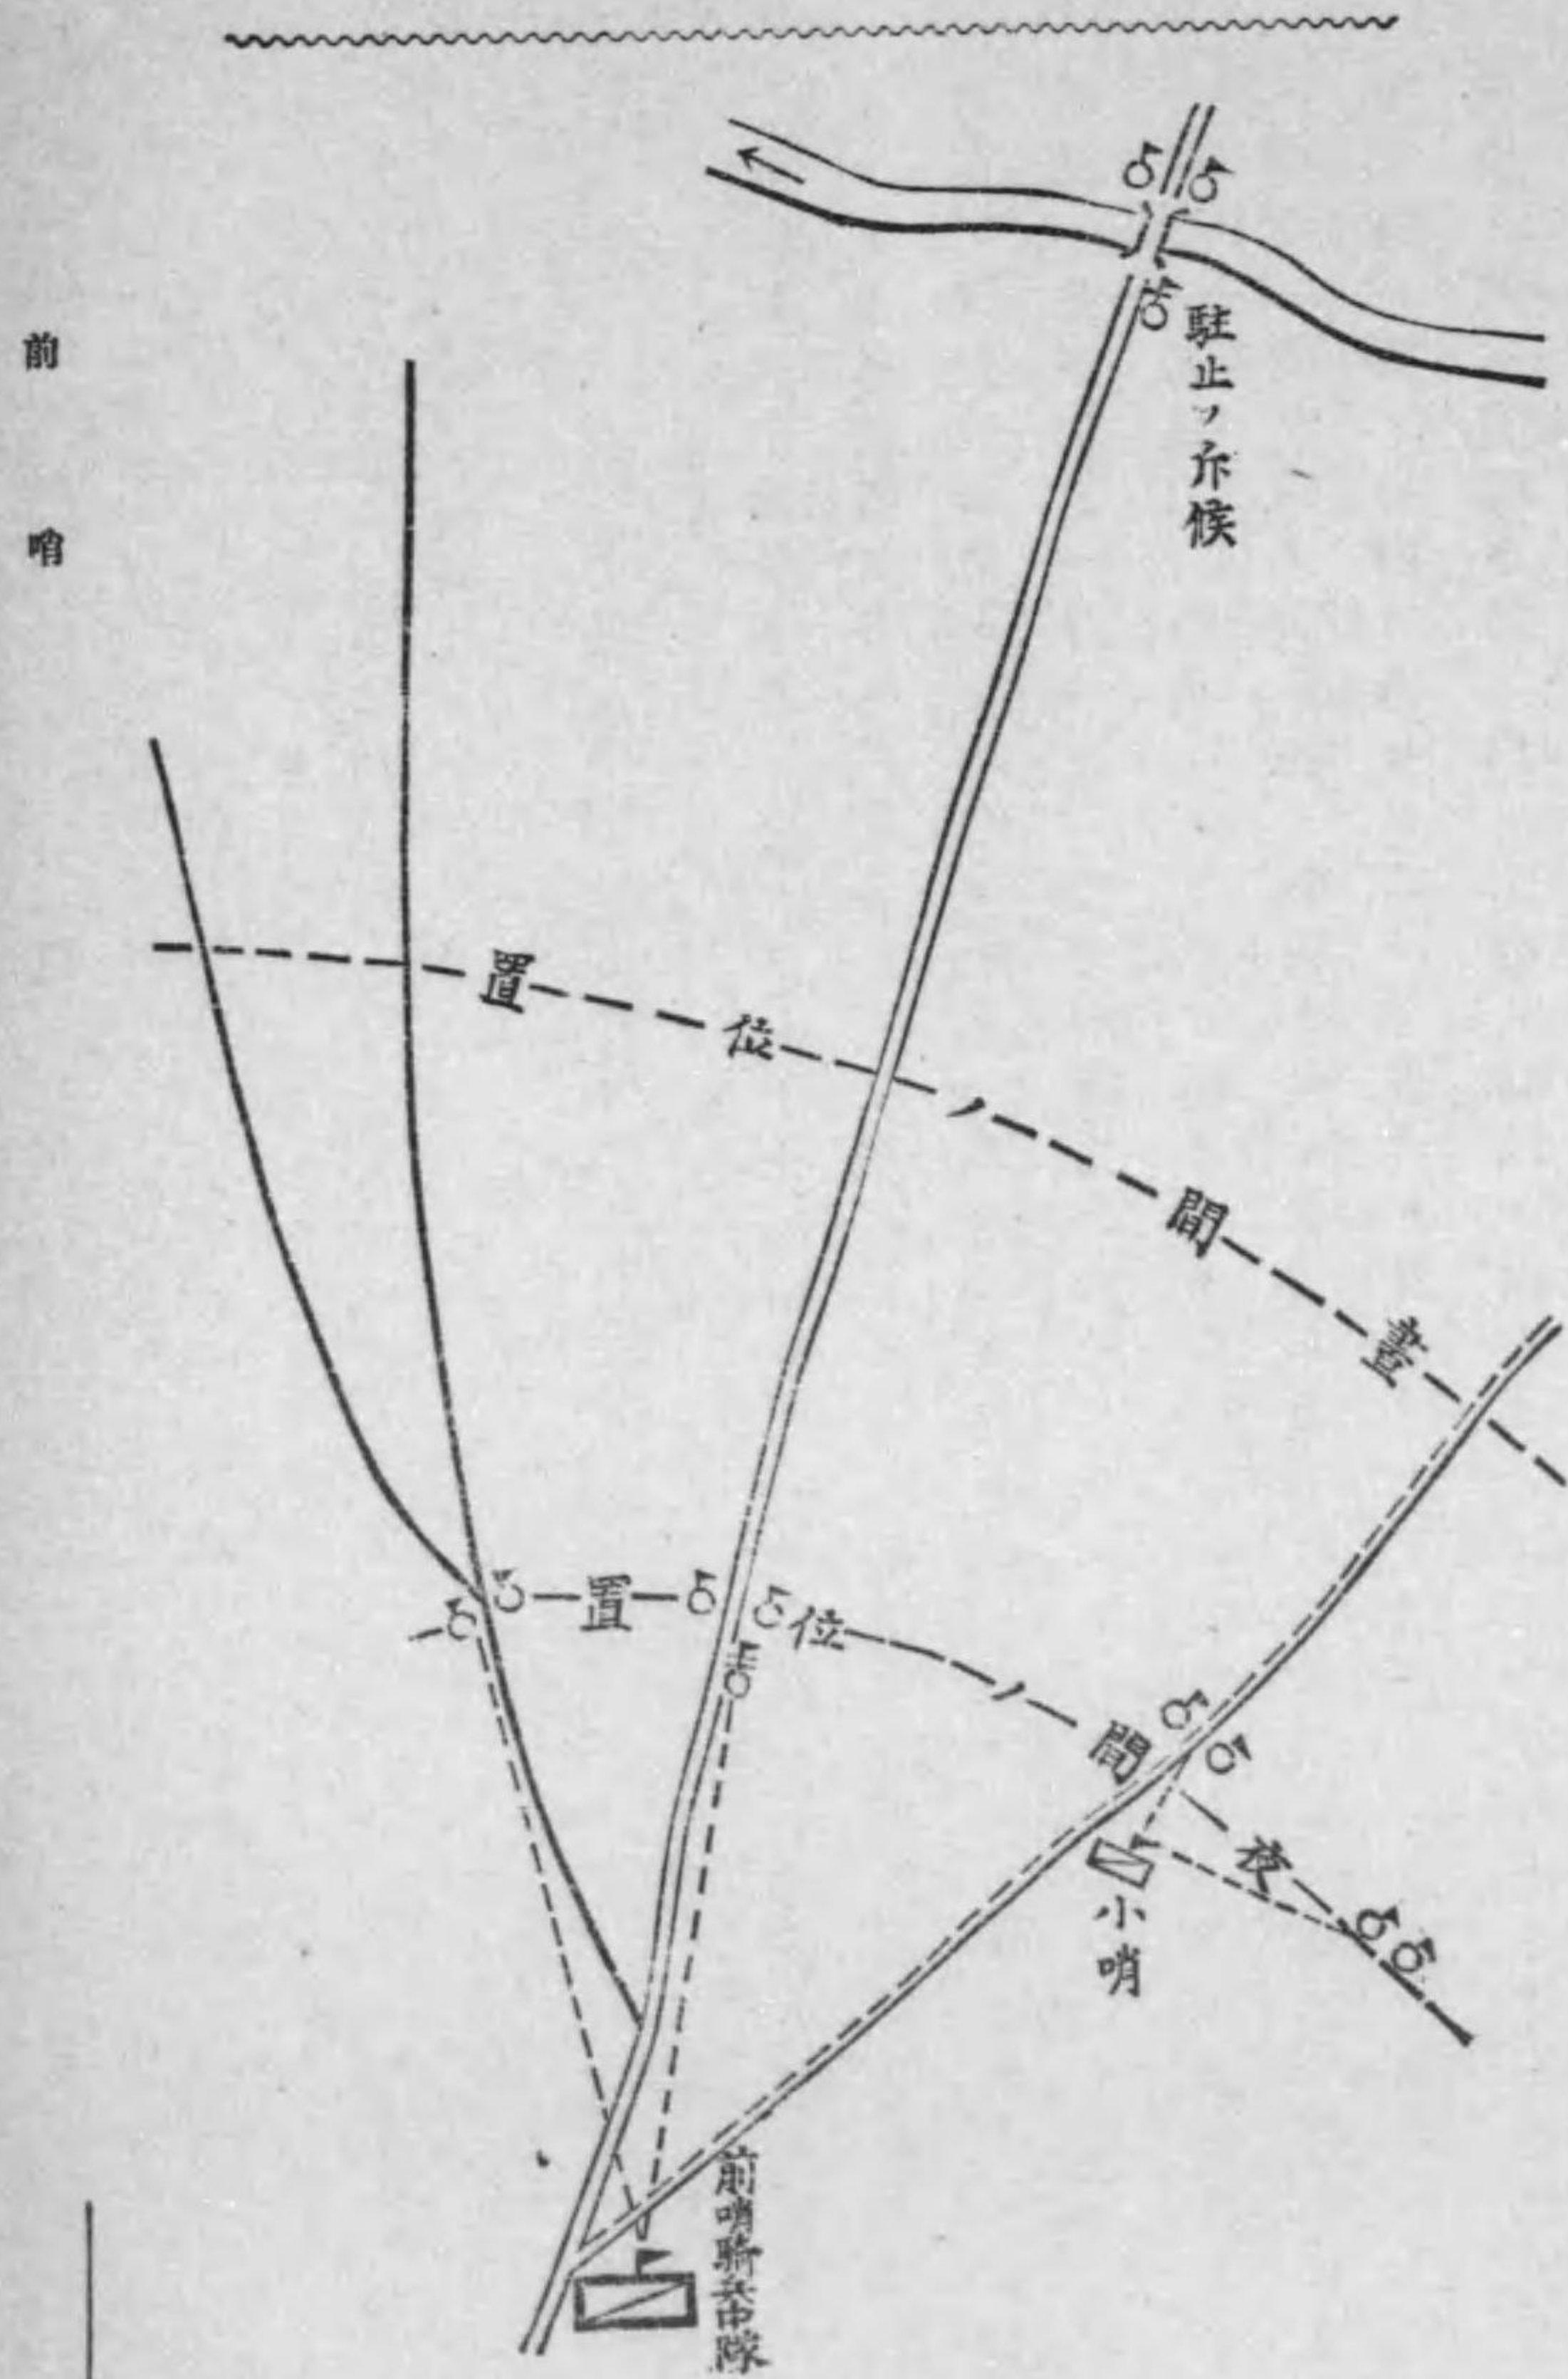 駐止ノ斥候
晝間ノ位置
夜間ノ位置
小哨
前哨騎兵中隊
前哨